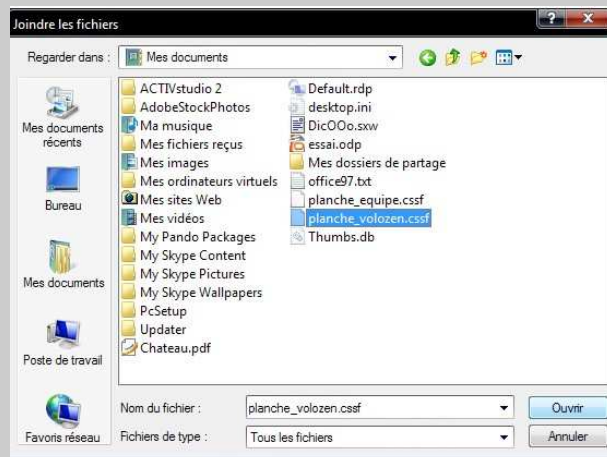 Joindre les fichiers
? X
Regarder dans : Mes documents
Mes documents
récents
Bureau
Mes documents
Poste de travail
Favoris réseau
ACTIVstudio 2
AdobeStockPhotos
Ma musique
Mes fichiers reçus
Mes images
Mes ordinateurs virtuels
Mes sites Web
Mes vidéos
My Pando Packages
My Skype Content
My Skype Pictures
My Skype Wallpapers
PcSetup
Updater
Chateau.pdf
Default.rdp
desktop.ini
DicOOo.sxw
essai.odp
Mes dossiers de partage
office97.txt
planche_equipe.cssf
planche_volozen.cssf
Thumbs.db
Nom du fichier : planche_volozen.cssf Ouvrir
Fichiers de type : Tous les fichiers Annuler